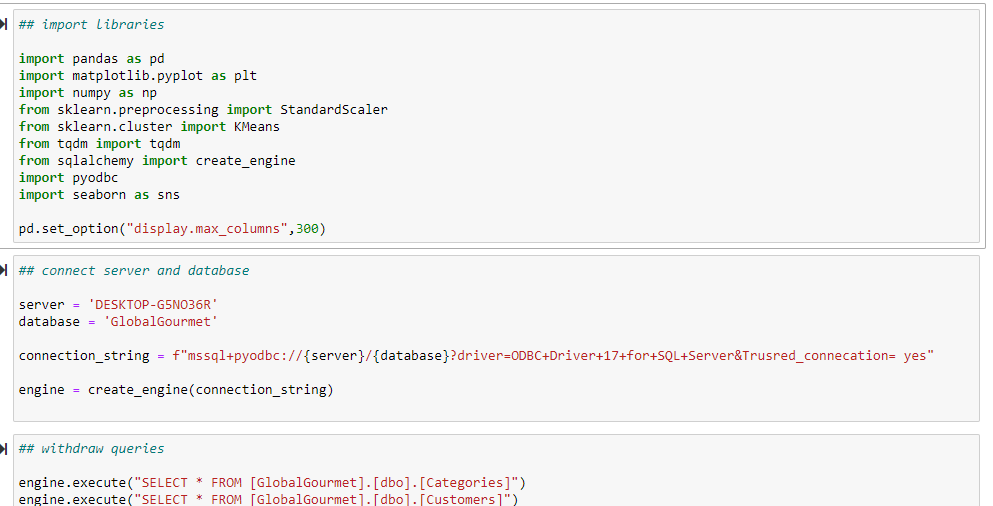 ## import libraries
import pandas as pd
import matplotlib.pyplot as plt
import numpy as np
from sklearn.preprocessing import StandardScaler
from sklearn.cluster import KMeans
from tqdm import tqdm
from sqlalchemy import create_engine
import pyodbc
import seaborn as sns
pd.set_option("display.max_columns",300)
## connect server and database
server = 'DESKTOP-G5NO36R'
database = 'GlobalGourmet'
connection_string = f"mssql+pyodbc://{server}/{database}?driver=ODBC+Driver+17+for+SQL+Server&Trusred_connecation= yes"
engine = create_engine(connection_string)
## withdraw queries
engine.execute("SELECT * FROM [GlobalGourmet].[dbo].[Categories]")
engine.execute("SELECT * FROM [GlobalGourmet].[dbo].[Customers]")